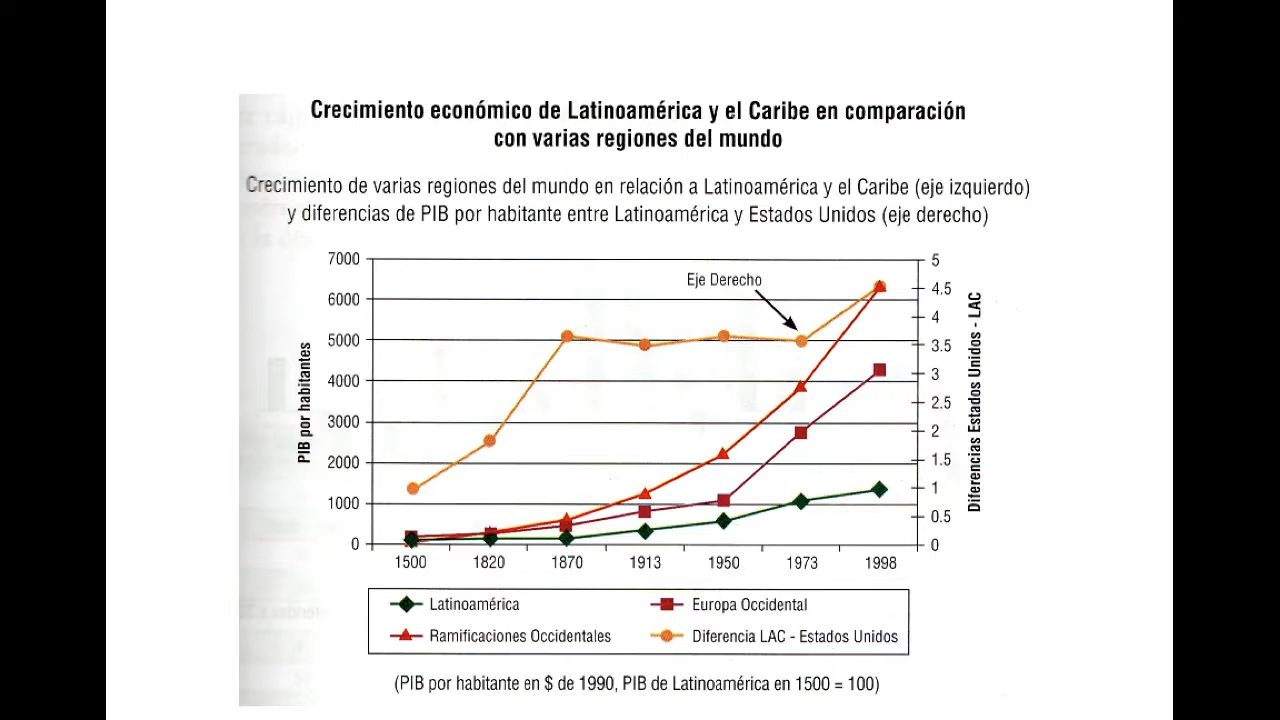 Crecimiento económico de Latinoamérica y el Caribe en comparación
con varias regiones del mundo
Crecimiento de varias regiones del mundo en relación a Latinoamérica y el Caribe (eje izquierdo)
y diferencias de PIB por habitante entre Latinoamérica y Estados Unidos (eje derecho)
PIB por habitantes
7000
6000
5000
4000
3000
2000
1000
0
Eje Derecho
5
4.5
4
3.5
3
2.5
2
1.5
1
0.5
0
Diferencias Estados Unidos - LAC
1500 1820 1870 1913 1950 1973 1998
Latinoamérica Europa Occidental
Ramificaciones Occidentales Diferencia LAC - Estados Unidos
(PIB por habitante en $ de 1990, PIB de Latinoamérica en 1500 = 100)